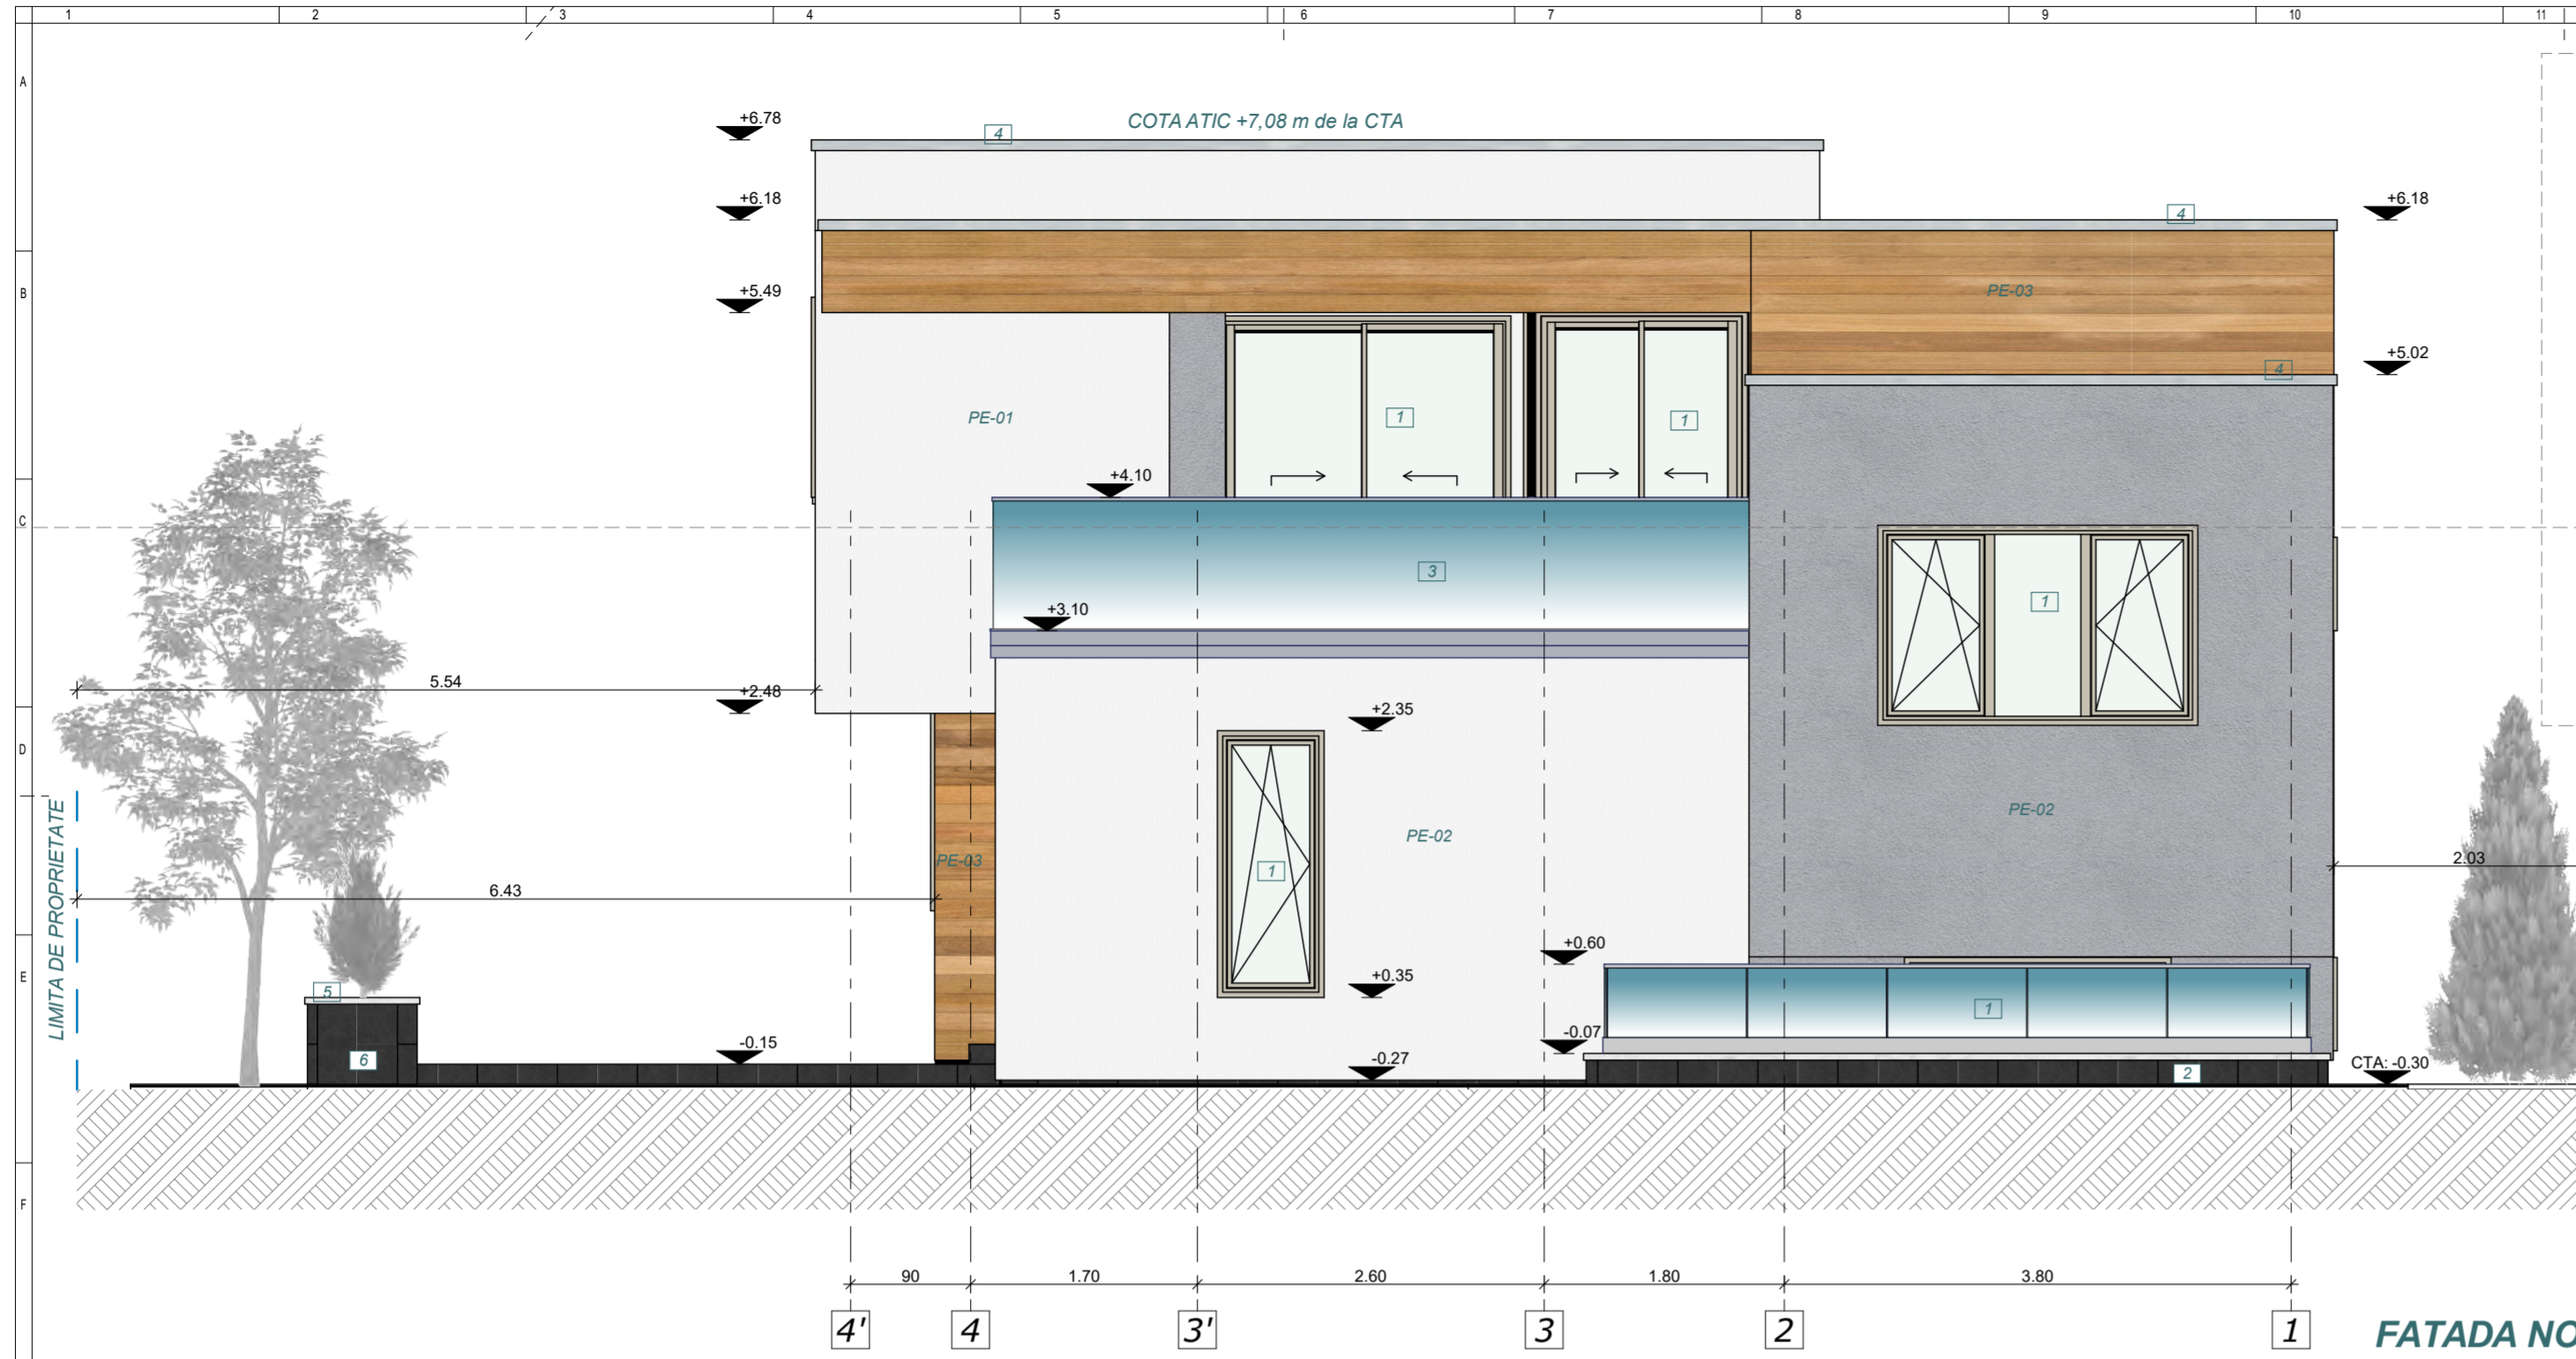 1 2 3 4 5 6 7 8 9 10 11
A
B
C
D
E
F
COTA ATIC +7,08 m de la CTA
+6.78
4
+6.18
4
+6.18
+5.49
PE-03
+5.02
4
PE-01
1
1
+4.10
3
+3.10
1
5.54
+2.48
+2.35
PE-02
PE-02
LIMITA DE PROPRIETATE
PE-03
1
2.03
6.43
+0.60
+0.35
5
1
-0.07
-0.15
6
-0.27
CTA: -0.30
2
90 1.70 2.60 1.80 3.80
4' 4 3' 3 2 1
FATADA